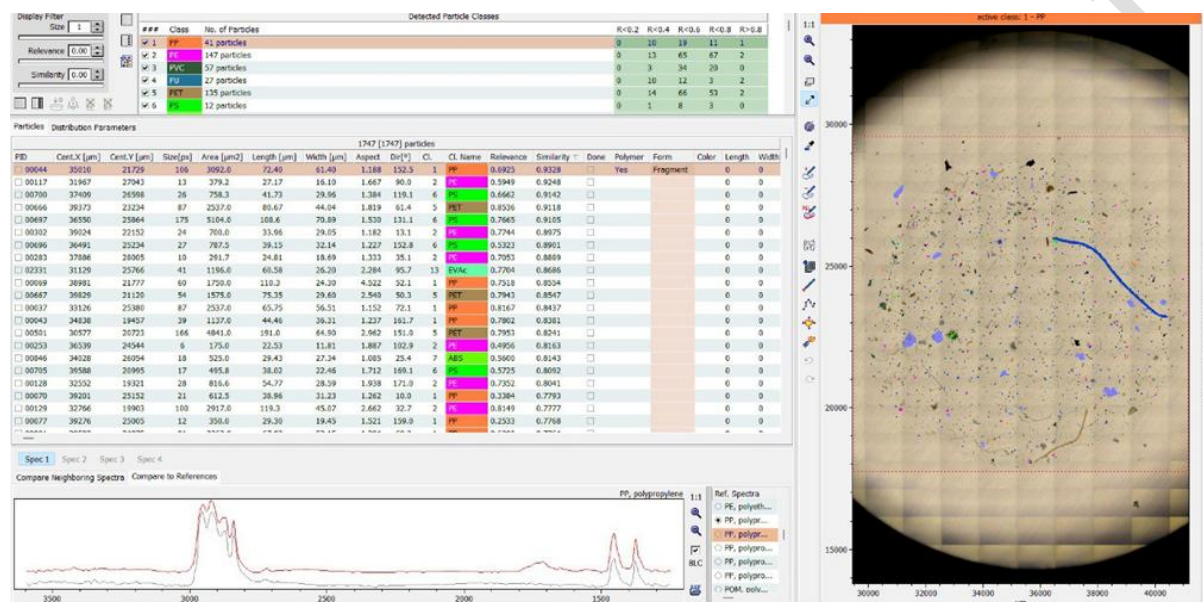 Display Filter
Size 1
Relevance 0.00
Similarity 0.00
Detected Particle Classes
### Class No. of Particles R<0.2 R<0.4 R<0.6 R<0.8 R>0.8
1 PP 41 particles 0 10 19 11 1
2 PE 147 particles 0 13 65 67 2
3 PVC 57 particles 0 3 34 20 0
4 PU 27 particles 0 10 12 3 2
5 PET 135 particles 0 14 66 53 2
6 PS 12 particles 0 1 8 3 0
Particles Distribution Parameters
1747 [1747] particles
PID Cent.X [µm] Cent.Y [µm] Size[px] Area [µm2] Length [µm] Width [µm] Aspect Dir[°] Cl. Cl. Name Relevance Similarity Done Polymer Form Color Length Width
00044 35010 21729 106 3092.0 72.40 61.40 1.188 152.5 1 PP 0.6925 0.9328 Yes Fragment 0 0
00117 31967 27043 13 379.2 27.17 16.10 1.667 90.0 2 PE 0.5949 0.9248 0 0
00700 37409 26598 26 758.3 41.73 29.96 1.384 119.1 6 PS 0.6662 0.9142 0 0
00666 39373 23234 87 2537.0 80.67 44.04 1.819 61.4 5 PET 0.8536 0.9118 0 0
00697 36550 25864 175 5104.0 108.6 70.89 1.530 131.1 6 PS 0.7665 0.9105 0 0
00302 39024 22152 24 700.0 33.96 29.05 1.182 13.1 2 PE 0.7744 0.8975 0 0
00696 36491 25234 27 787.5 39.15 32.14 1.227 152.8 6 PS 0.5323 0.8901 0 0
00283 37886 28005 10 291.7 24.81 18.69 1.333 35.1 2 PE 0.7053 0.8889 0 0
02331 31129 25766 41 1196.0 60.58 26.20 2.284 95.7 13 EVAc 0.7704 0.8686 0 0
00069 38981 21777 60 1750.0 110.3 24.30 4.522 52.1 1 PP 0.7518 0.8554 0 0
00667 39829 21120 54 1575.0 75.35 29.60 2.540 50.3 5 PET 0.7943 0.8547 0 0
00037 33126 25380 87 2537.0 65.75 56.51 1.152 72.1 1 PP 0.8167 0.8437 0 0
00043 34838 19457 39 1137.0 44.46 36.31 1.237 161.7 1 PP 0.7802 0.8381 0 0
00501 30577 20723 166 4841.0 191.0 64.90 2.962 151.0 5 PET 0.7953 0.8241 0 0
00253 36539 24544 6 175.0 22.53 11.81 1.887 102.9 2 PE 0.4956 0.8163 0 0
00846 34028 26054 18 525.0 29.43 27.34 1.085 25.4 7 ABS 0.5600 0.8143 0 0
00705 39588 20995 17 495.8 38.02 22.46 1.712 169.1 6 PS 0.5725 0.8092 0 0
00128 32552 19321 28 816.6 54.77 28.59 1.938 171.0 2 PE 0.7352 0.8041 0 0
00070 39201 25152 21 612.5 38.96 31.23 1.262 10.0 1 PP 0.3384 0.7793 0 0
00129 32766 19903 100 2917.0 119.3 45.07 2.662 32.7 2 PE 0.8149 0.7777 0 0
00077 39276 25005 12 350.0 29.30 19.45 1.521 159.0 1 PP 0.2533 0.7768 0 0
Spec 1 Spec 2 Spec 3 Spec 4
Compare Neighboring Spectra Compare to References
PP, polypropylene
1:1
BLC
Ref. Spectra
PE, polyeth...
PP, polypr...
PP, polypr...
PP, polypro...
PP, polypro...
PP, polypro...
POM, poly...
3500 3000 2500 2000 1500
active class: 1 - PP
1:1
30000
25000
20000
15000
30000 32000 34000 36000 38000 40000